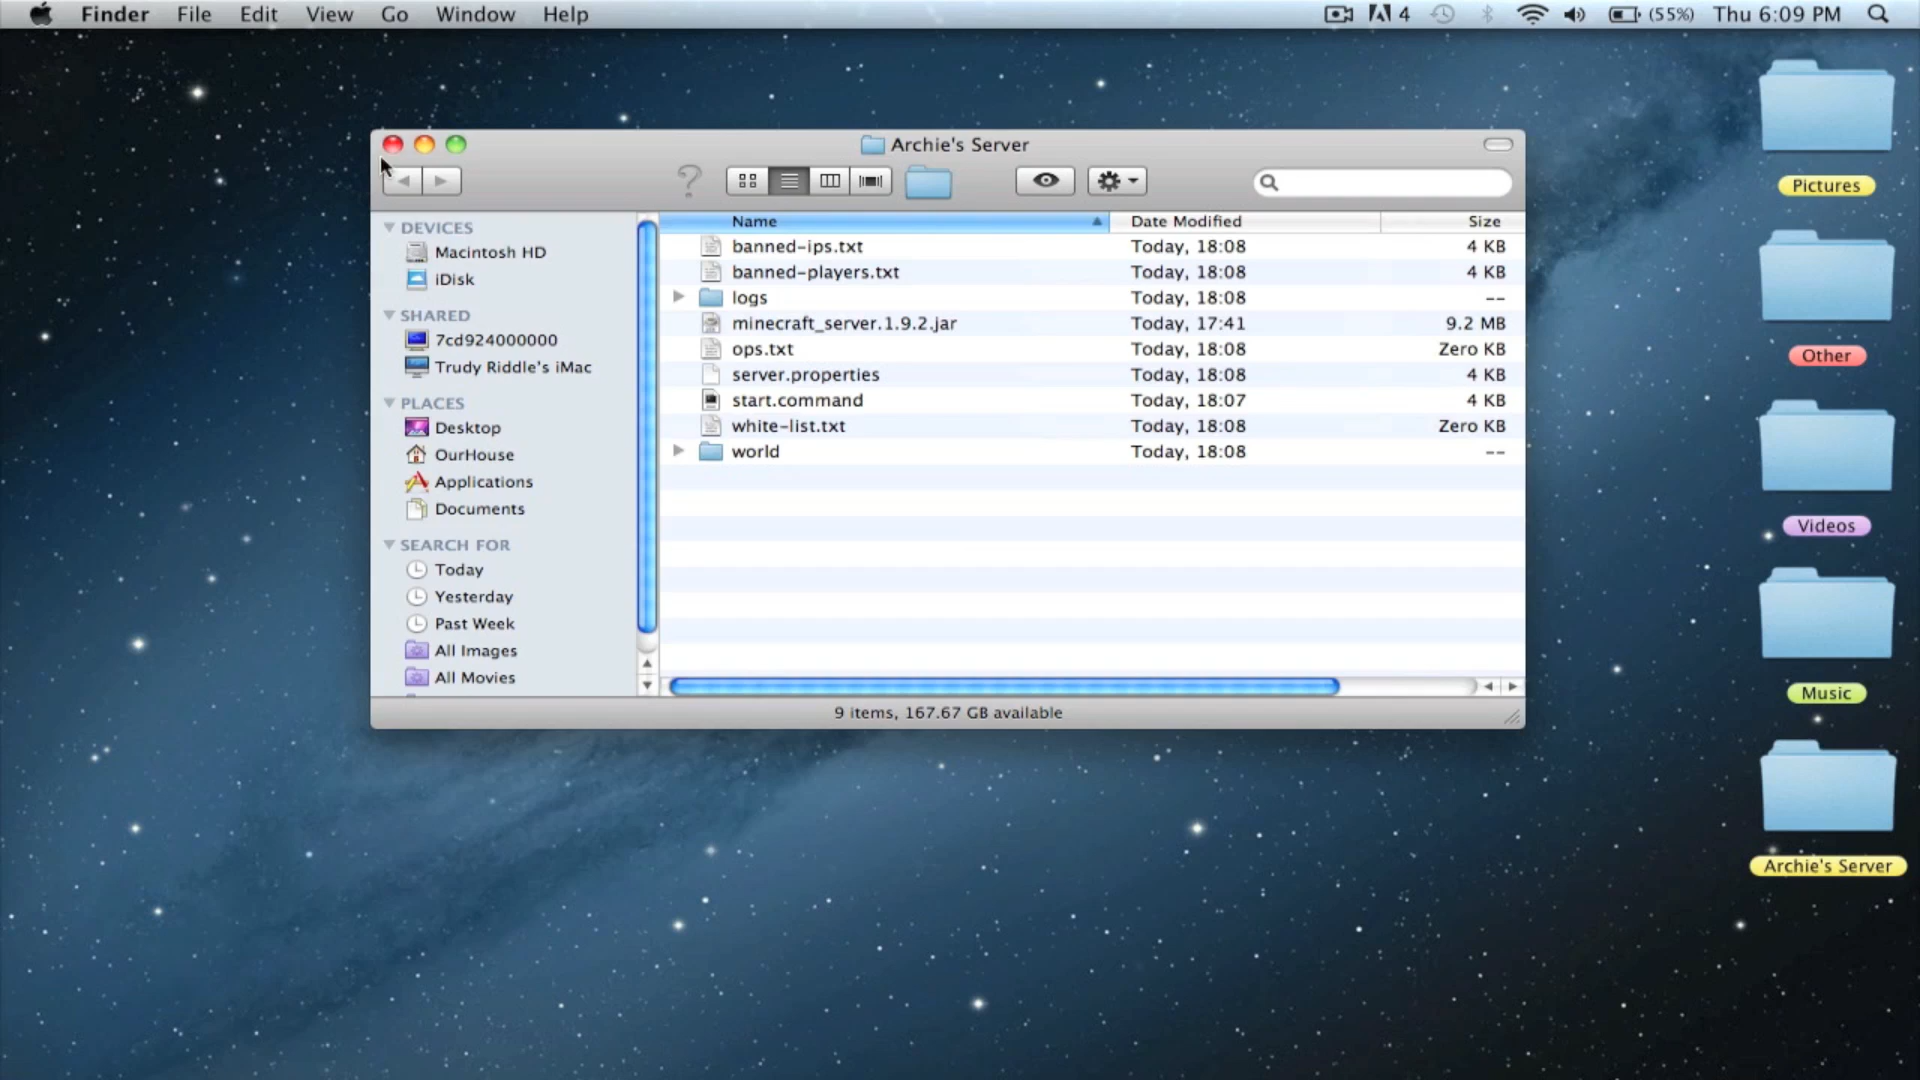 Finder File Edit View Go Window Help 4 (55%) Thu 6:09 PM
Archie's Server
DEVICES
Macintosh HD
iDisk
SHARED
7cd924000000
Trudy Riddle's iMac
PLACES
Desktop
OurHouse
Applications
Documents
SEARCH FOR
Today
Yesterday
Past Week
All Images
All Movies
Name Date Modified Size
banned-ips.txt Today, 18:08 4 KB
banned-players.txt Today, 18:08 4 KB
logs Today, 18:08 --
minecraft_server.1.9.2.jar Today, 17:41 9.2 MB
ops.txt Today, 18:08 Zero KB
server.properties Today, 18:08 4 KB
start.command Today, 18:07 4 KB
white-list.txt Today, 18:08 Zero KB
world Today, 18:08 --
9 items, 167.67 GB available
Pictures
Other
Videos
Music
Archie's Server